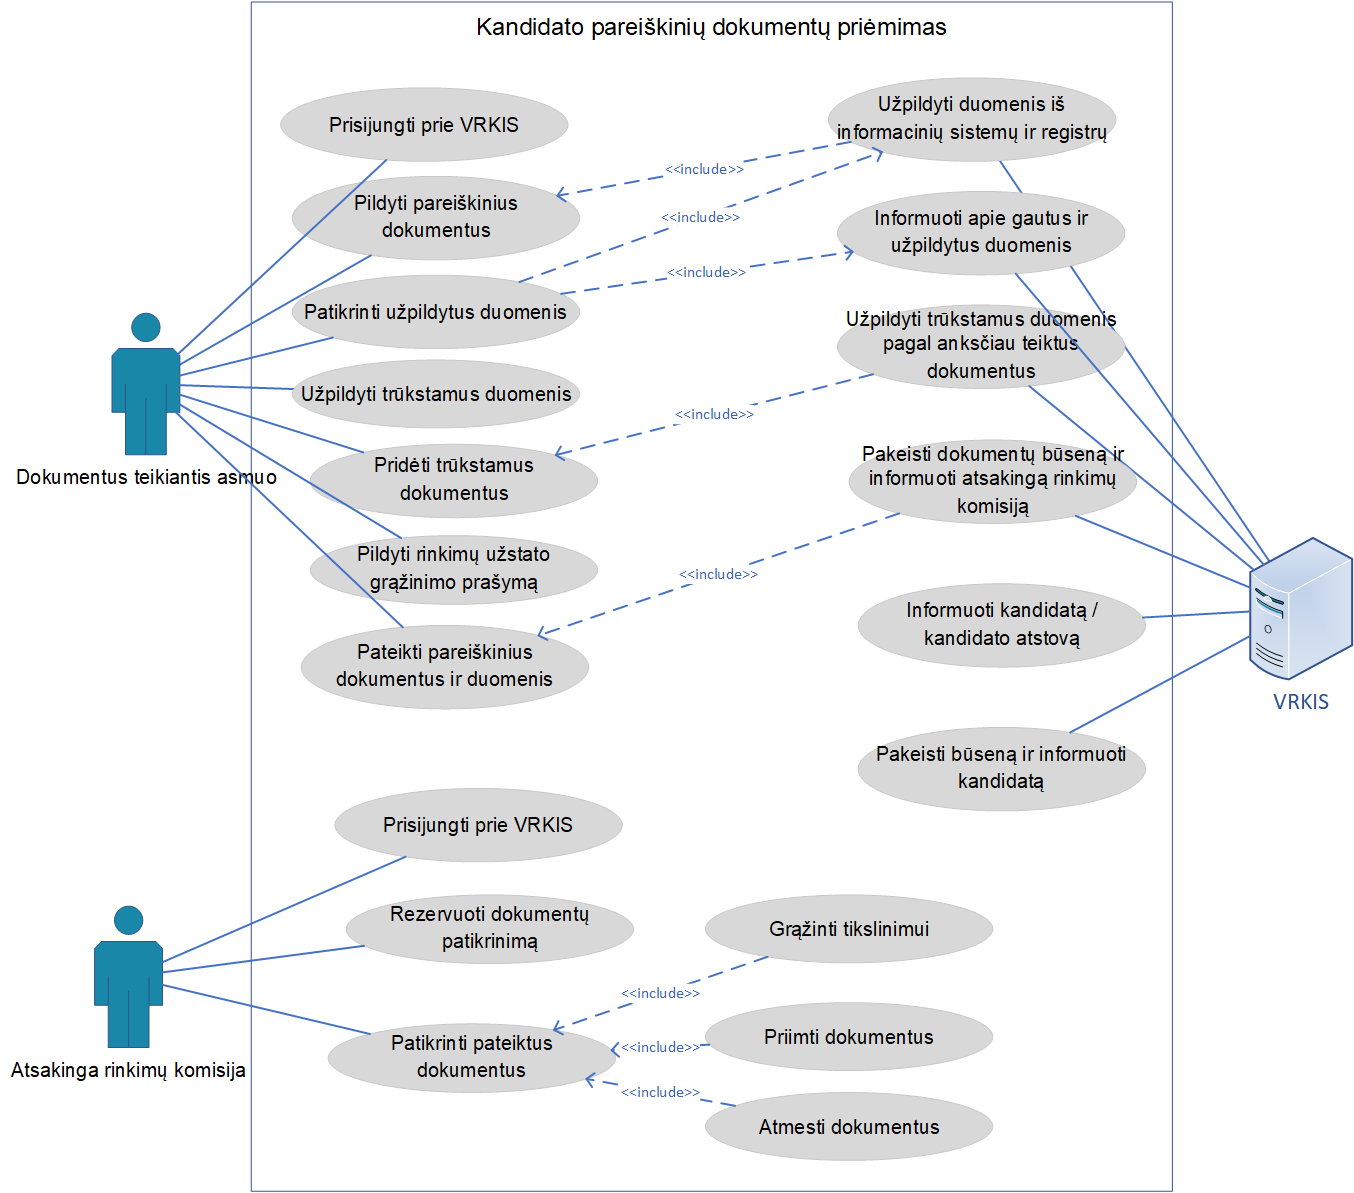 Kandidato pareiškinių dokumentų priėmimas
Prisijungti prie VRKIS
Užpildyti duomenis iš
informacinių sistemų ir registrų
<<include>>
Pildyti pareiškinius
dokumentus
<<include>>
Informuoti apie gautus ir
užpildytus duomenis
<<include>>
Patikrinti užpildytus duomenis
Užpildyti trūkstamus duomenis
pagal anksčiau teiktus
dokumentus
Užpildyti trūkstamus duomenis
<<include>>
Dokumentus teikiantis asmuo
Pridėti trūkstamus
dokumentus
Pakeisti dokumentų būseną ir
informuoti atsakingą rinkimų
komisiją
Pildyti rinkimų užstato
grąžinimo prašymą
<<include>>
Informuoti kandidatą /
kandidato atstovą
Pateikti pareiškinius
dokumentus ir duomenis
VRKIS
Pakeisti būseną ir informuoti
kandidatą
Prisijungti prie VRKIS
Rezervuoti dokumentų
patikrinimą
Grąžinti tikslinimui
<<include>>
Atsakinga rinkimų komisija
Patikrinti pateiktus
dokumentus
<<include>>
Priimti dokumentus
<<include>>
Atmesti dokumentus